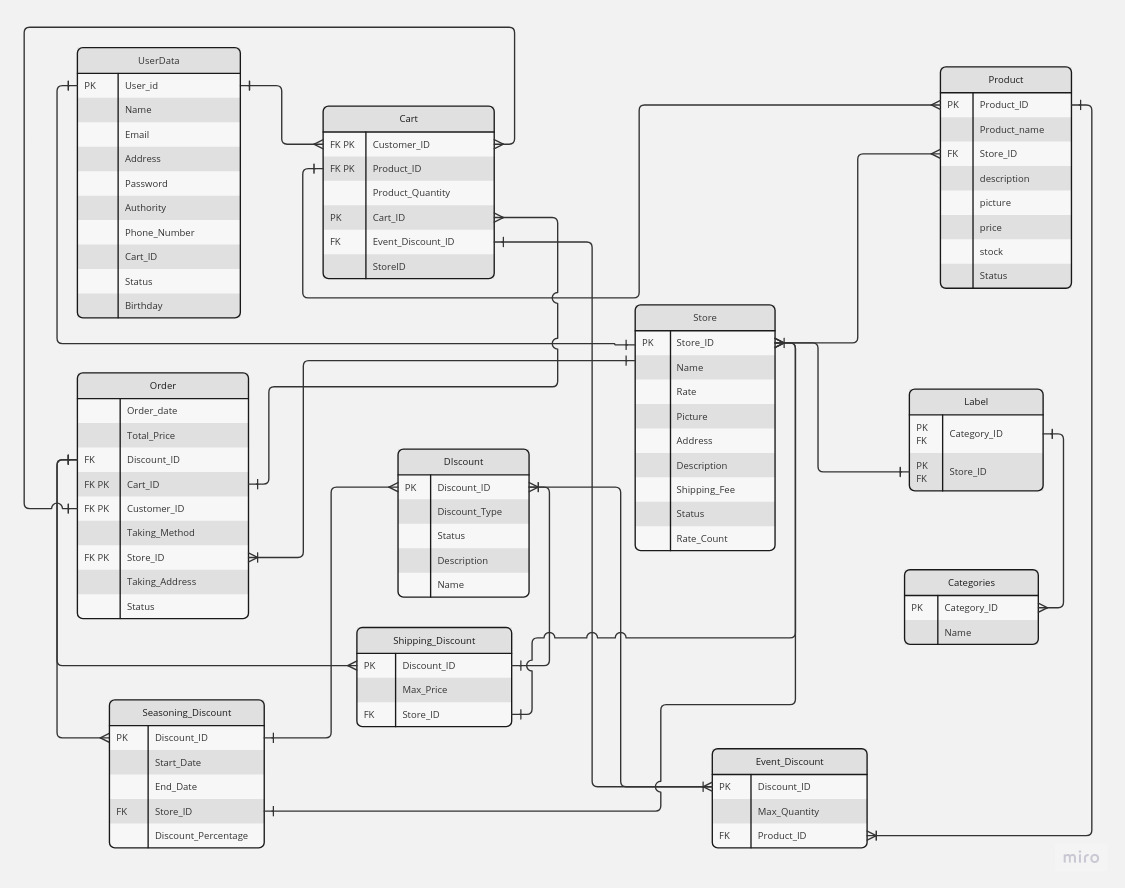 UserData
PK User_id
Name
Email
Address
Password
Authority
Phone_Number
Cart_ID
Status
Birthday
Cart
FK PK Customer_ID
FK PK Product_ID
Product_Quantity
PK Cart_ID
FK Event_Discount_ID
StoreID
Product
PK Product_ID
Product_name
FK Store_ID
description
picture
price
stock
Status
Store
PK Store_ID
Name
Rate
Picture
Address
Description
Shipping_Fee
Status
Rate_Count
Order
Order_date
Total_Price
FK Discount_ID
FK PK Cart_ID
FK PK Customer_ID
Taking_Method
FK PK Store_ID
Taking_Address
Status
DIscount
PK Discount_ID
Discount_Type
Status
Description
Name
Label
PK
FK Category_ID
PK
FK Store_ID
Categories
PK Category_ID
Name
Shipping_Discount
PK Discount_ID
Max_Price
FK Store_ID
Seasoning_Discount
PK Discount_ID
Start_Date
End_Date
FK Store_ID
Discount_Percentage
Event_Discount
PK Discount_ID
Max_Quantity
FK Product_ID
miro